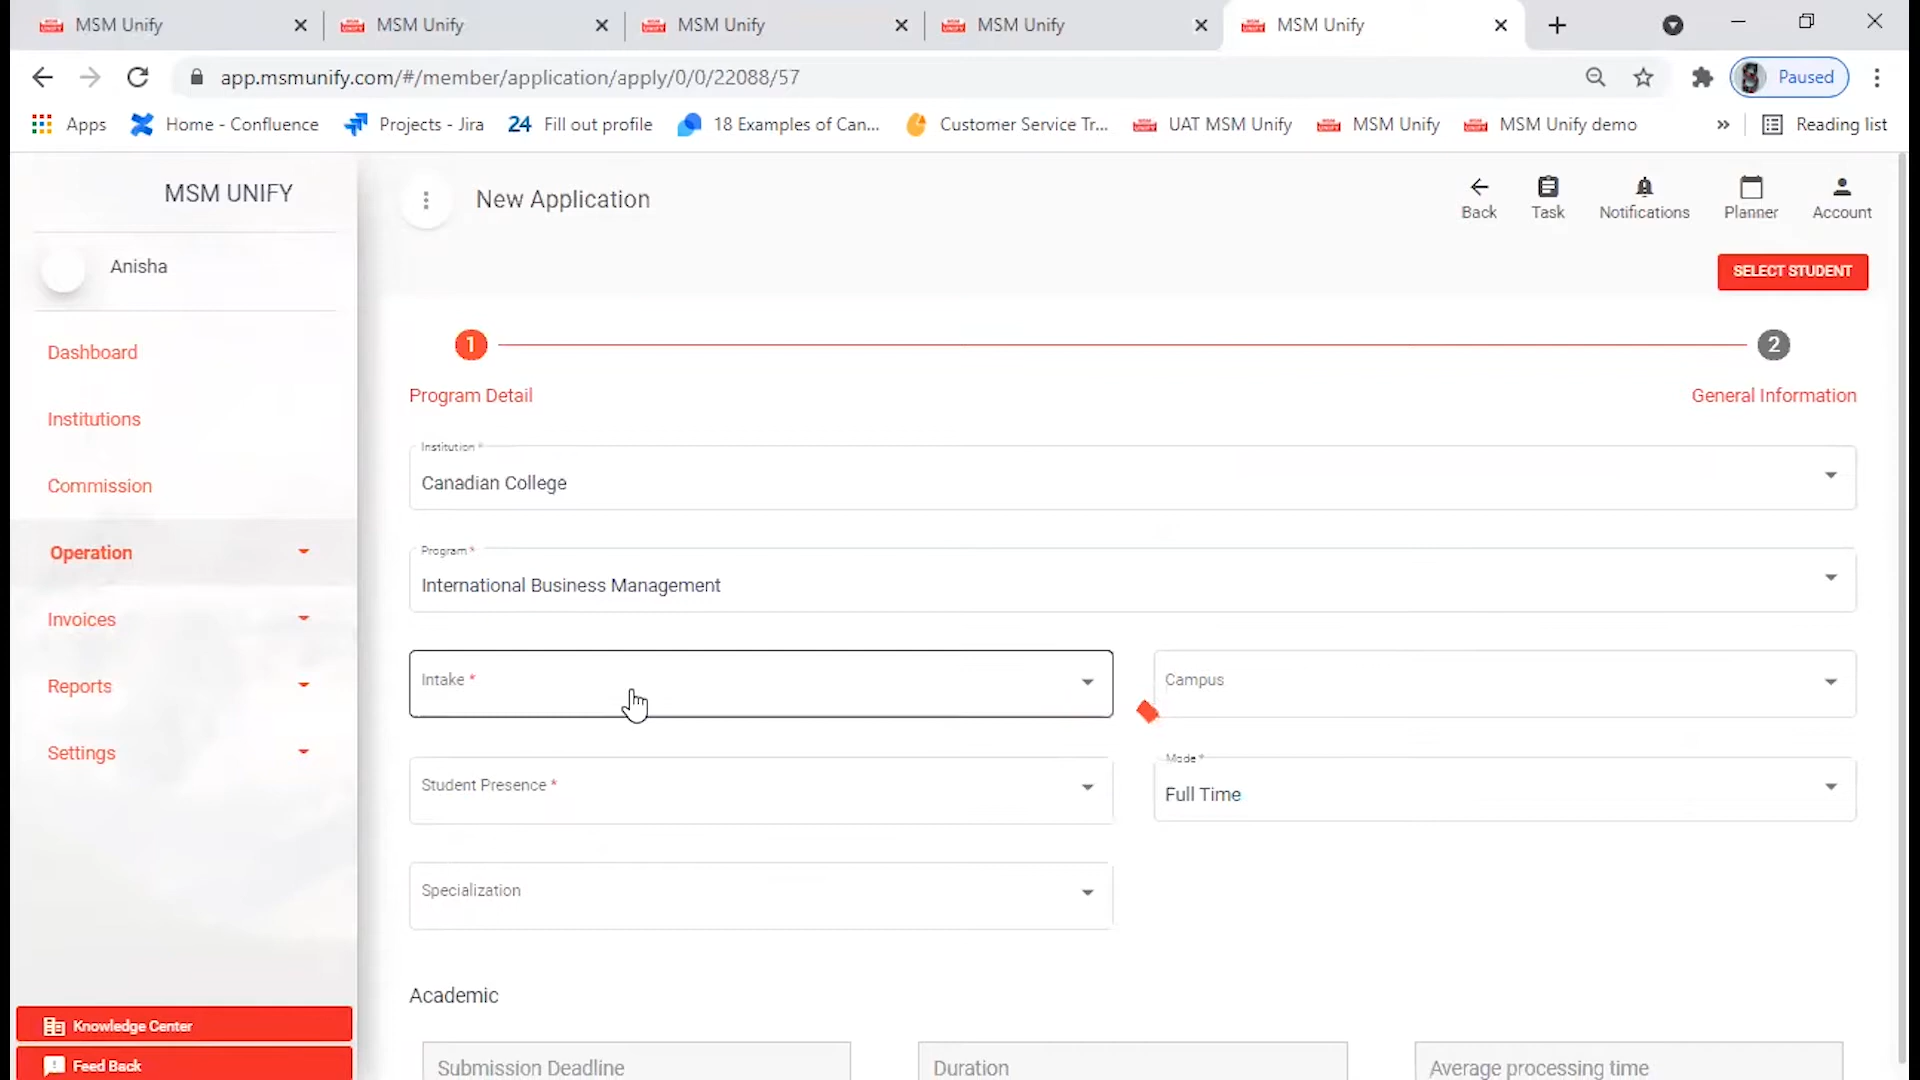 MSM Unify
MSM Unify
MSM Unify
MSM Unify
MSM Unify
app.msmunify.com/#/member/application/apply/0/0/22088/57
Paused
Apps
Home - Confluence
Projects - Jira
24 Fill out profile
18 Examples of Can...
Customer Service Tr...
UAT MSM Unify
MSM Unify
MSM Unify demo
»
Reading list
MSM UNIFY
New Application
Back
Task
Notifications
Planner
Account
Anisha
SELECT STUDENT
Dashboard
Institutions
Commission
Operation
Invoices
Reports
Settings
Knowledge Center
Feed Back
1
2
Program Detail
General Information
Institution *
Canadian College
Program *
International Business Management
Intake *
Campus
Student Presence *
Mode *
Full Time
Specialization
Academic
Submission Deadline
Duration
Average processing time